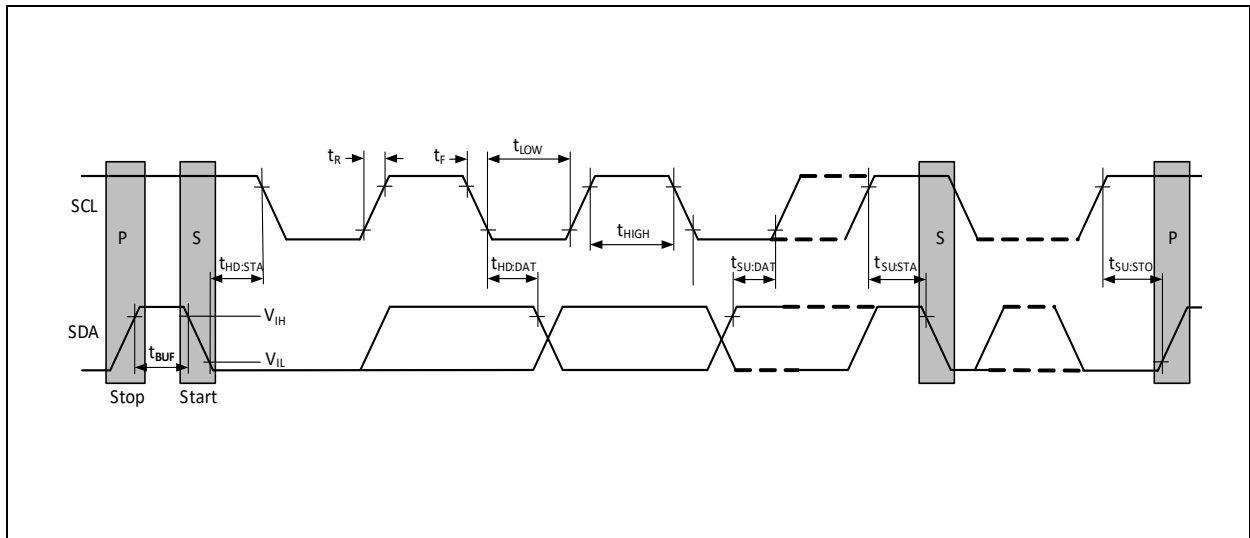 tR
tF
tLOW
SCL
P
S
tHIGH
S
P
tHD:STA
tHD:DAT
tSU:DAT
tSU:STA
tSU:STO
SDA
VIH
tBUF
VIL
Stop
Start